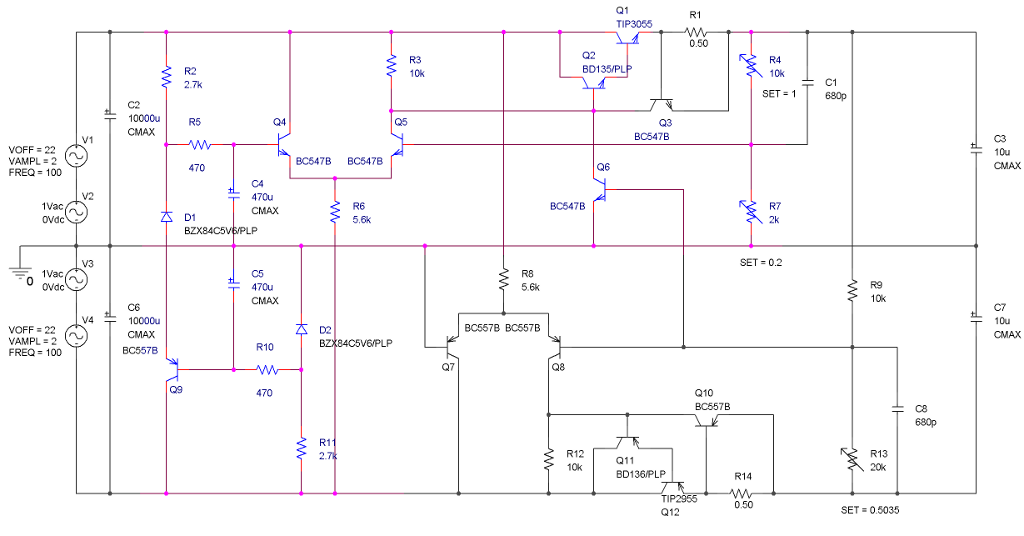 Q1
TIP3055
R1
0.50
Q2
BD135/PLP
R2
2.7k
R3
10k
R4
10k
SET = 1
C1
680p
C2
10000u
CMAX
R5
470
Q4
BC547B
Q5
BC547B
Q3
BC547B
V1
VOFF = 22
VAMPL = 2
FREQ = 100
C3
10u
CMAX
C4
470u
CMAX
Q6
BC547B
V2
1Vac
0Vdc
D1
BZX84C5V6/PLP
R6
5.6k
R7
2k
SET = 0.2
0
V3
1Vac
0Vdc
C5
470u
CMAX
R8
5.6k
R9
10k
V4
VOFF = 22
VAMPL = 2
FREQ = 100
C6
10000u
CMAX
C7
10u
CMAX
D2
BZX84C5V6/PLP
BC557B
Q9
R10
470
BC557B
Q7
BC557B
Q8
Q10
BC557B
C8
680p
R11
2.7k
R12
10k
Q11
BD136/PLP
R13
20k
SET = 0.5035
R14
0.50
TIP2955
Q12